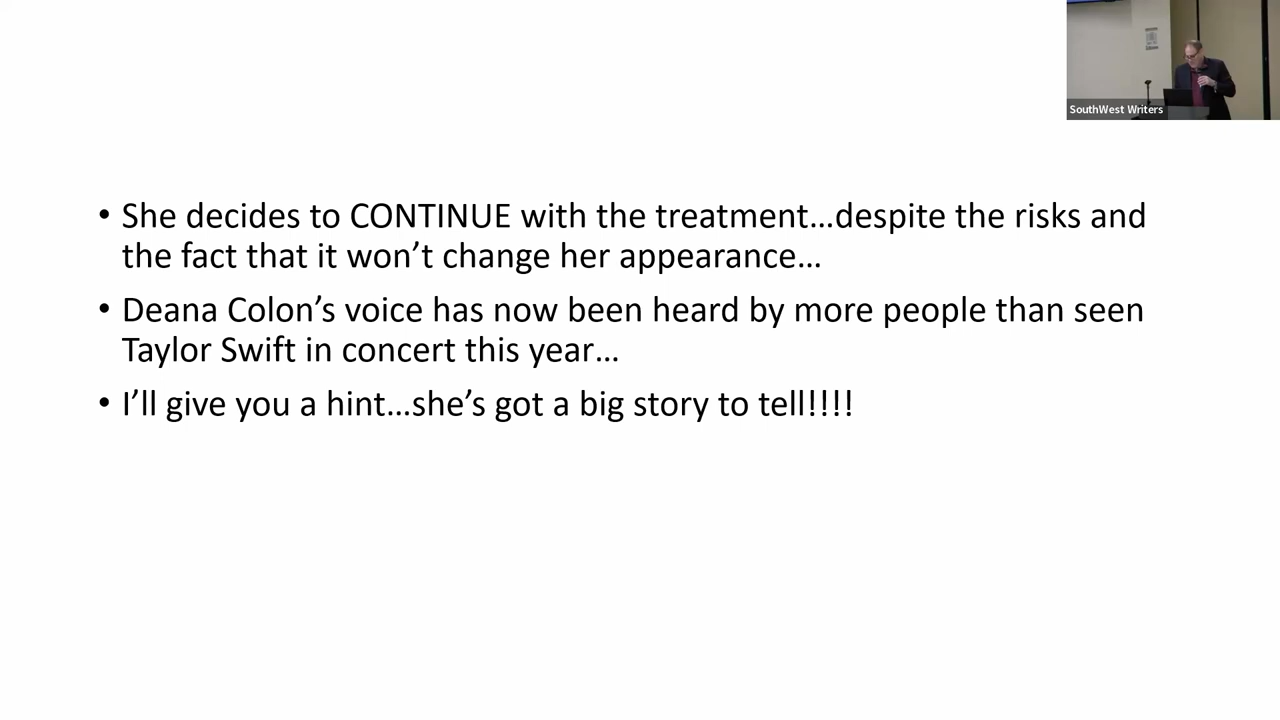 SouthWest Writers
• She decides to CONTINUE with the treatment...despite the risks and
the fact that it won’t change her appearance...
• Deana Colon’s voice has now been heard by more people than seen
Taylor Swift in concert this year...
• I’ll give you a hint...she’s got a big story to tell!!!!